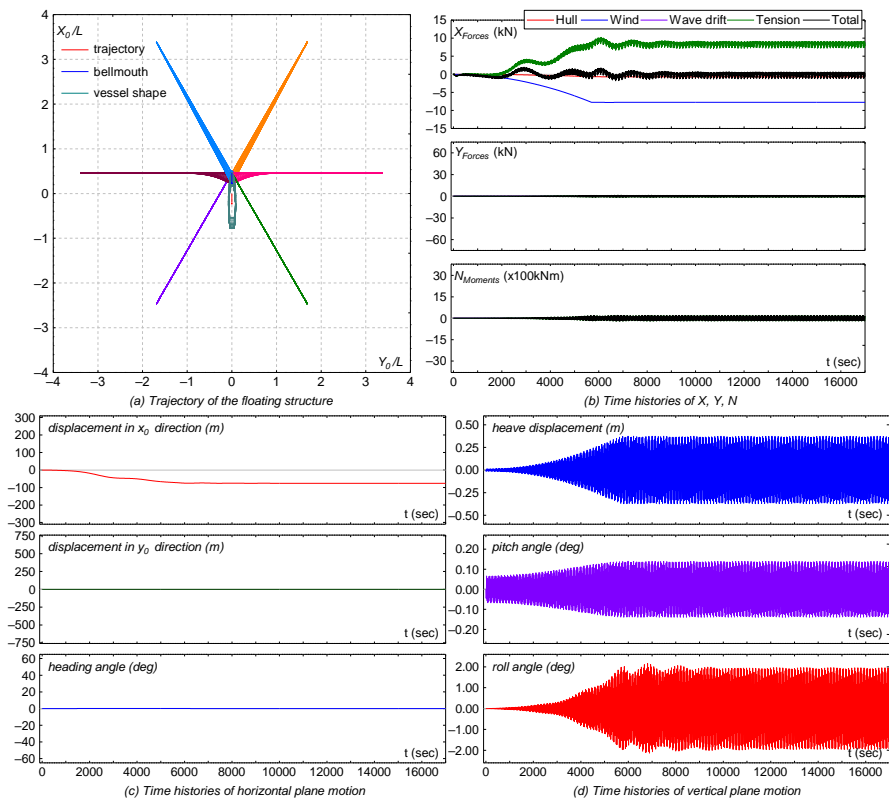 X0/L
4
trajectory
bellmouth
vessel shape
3
2
1
0
−1
−2
3
4
−4 −3 −2 −1 0 1 2 3 4
Y0/L
(a) Trajectory of the floating structure
Hull Wind Wave drift Tension Total
XForces (kN)
15
10
5
0
−5
−10
−15
YForces (kN)
60
30
0
−30
−60
NMoments (x100kNm)
30
15
0
−15
−30
t (sec)
0 2000 4000 6000 8000 10000 12000 14000 16000
(b) Time histories of X, Y, N
displacement in x0 direction (m)
300
200
100
0
−100
−200
−300
t (sec)
displacement in y0 direction (m)
750
500
250
0
−250
−500
−750
t (sec)
heading angle (deg)
60
40
20
0
−20
−40
−60
t (sec)
0 2000 4000 6000 8000 10000 12000 14000 16000
(c) Time histories of horizontal plane motion
heave displacement (m)
0.50
0.25
0.00
−0.25
−0.50
t (sec)
pitch angle (deg)
0.20
0.10
0.00
−0.10
−0.20
t (sec)
roll angle (deg)
2.00
1.00
0.00
−1.00
−2.00
t (sec)
0 2000 4000 6000 8000 10000 12000 14000 16000
(d) Time histories of vertical plane motion